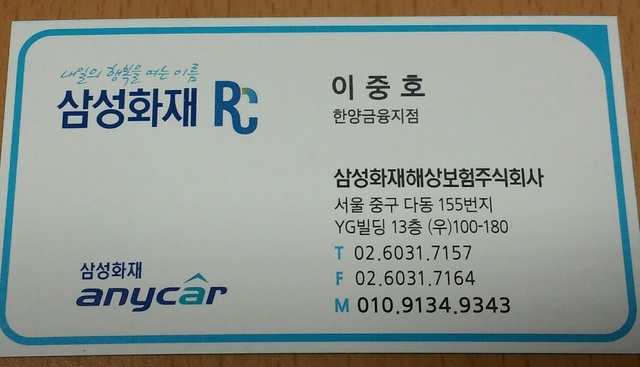 내일의 행복을 여는 이름
삼성화재 RC
이중호
한양금융지점
삼성화재해상보험주식회사
서울 중구 다동 155번지
YG빌딩 13층 (우)100-180
T 02.6031.7157
F 02.6031.7164
M 010.9134.9343
삼성화재
anycar